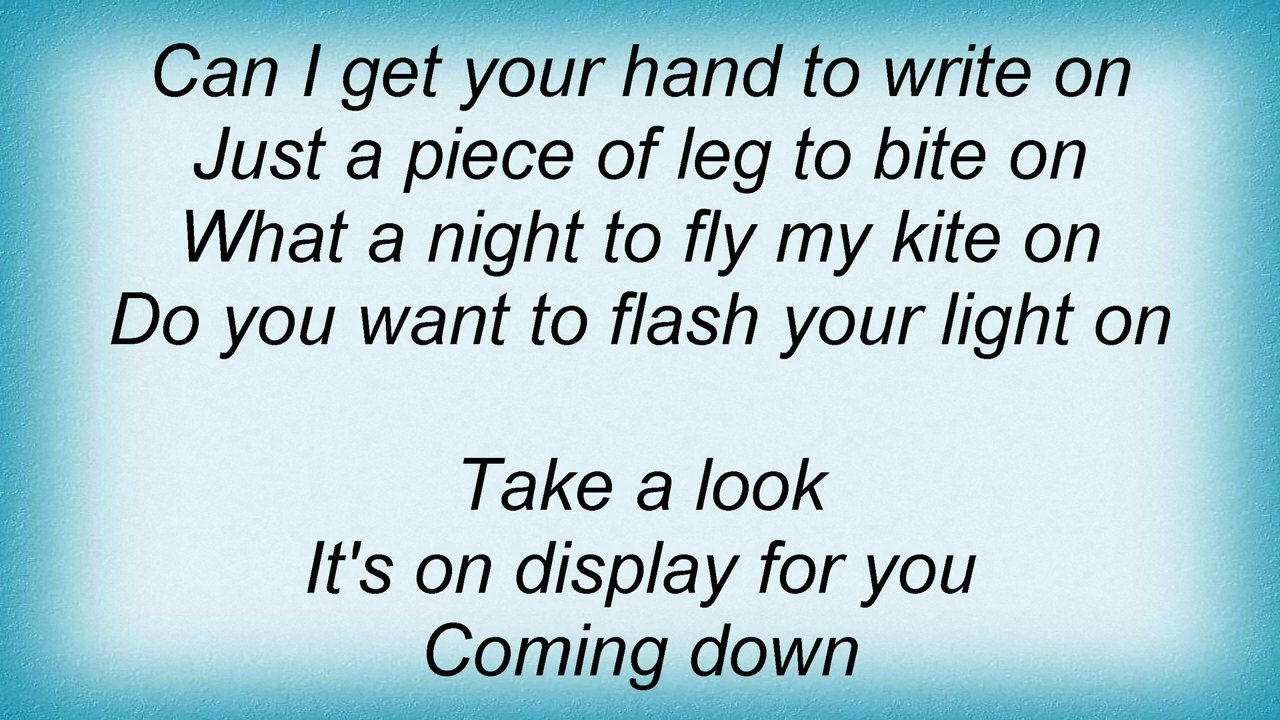 Can I get your hand to write on
Just a piece of leg to bite on
What a night to fly my kite on
Do you want to flash your light on
Take a look
It's on display for you
Coming down